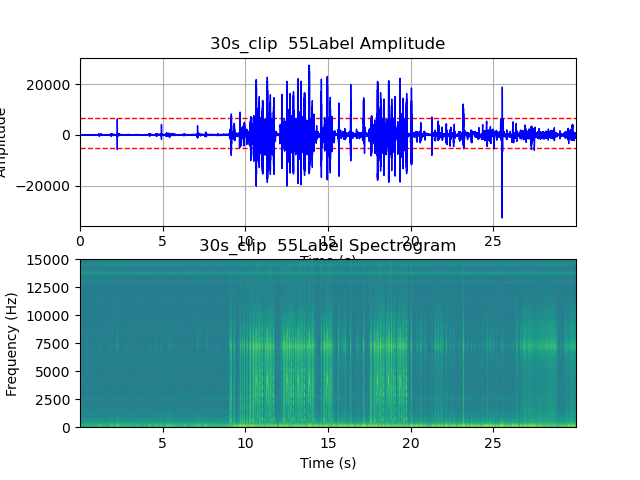 30s_clip  55Label Amplitude
Amplitude
20000
0
−20000
0 5 10 15 20 25
Time (s)
30s_clip  55Label Spectrogram
Frequency (Hz)
15000
12500
10000
7500
5000
2500
0
5 10 15 20 25
Time (s)